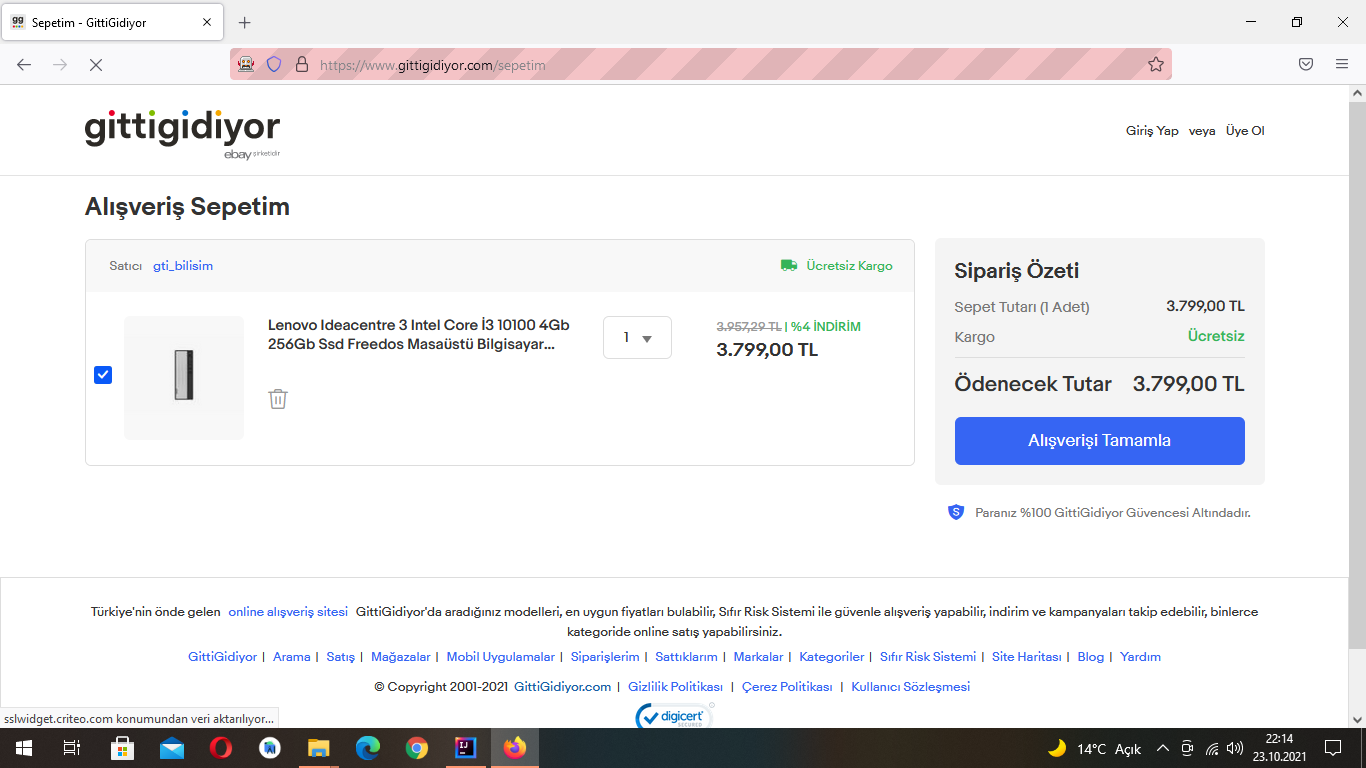 Sepetim - GittiGidiyor
https://www.gittigidiyor.com/sepetim
gittigidiyor
ebay şirketidir
Giriş Yap veya Üye Ol
Alışveriş Sepetim
Satıcı gti_bilisim
Ücretsiz Kargo
Lenovo Ideacentre 3 Intel Core İ3 10100 4Gb
256Gb Ssd Freedos Masaüstü Bilgisayar...
1
3.957,29 TL | %4 İNDİRİM
3.799,00 TL
Sipariş Özeti
Sepet Tutarı (1 Adet) 3.799,00 TL
Kargo Ücretsiz
Ödenecek Tutar 3.799,00 TL
Alışverişi Tamamla
Paranız %100 GittiGidiyor Güvencesi Altındadır.
Türkiye'nin önde gelen online alışveriş sitesi GittiGidiyor'da aradığınız modelleri, en uygun fiyatları bulabilir, Sıfır Risk Sistemi ile güvenle alışveriş yapabilir, indirim ve kampanyaları takip edebilir, binlerce
kategoride online satış yapabilirsiniz.
GittiGidiyor | Arama | Satış | Mağazalar | Mobil Uygulamalar | Siparişlerim | Sattıklarım | Markalar | Kategoriler | Sıfır Risk Sistemi | Site Haritası | Blog | Yardım
© Copyright 2001-2021 GittiGidiyor.com | Gizlilik Politikası | Çerez Politikası | Kullanıcı Sözleşmesi
digicert
SECURED
sslwidget.criteo.com konumundan veri aktarılıyor...
14°C Açık
22:14
23.10.2021